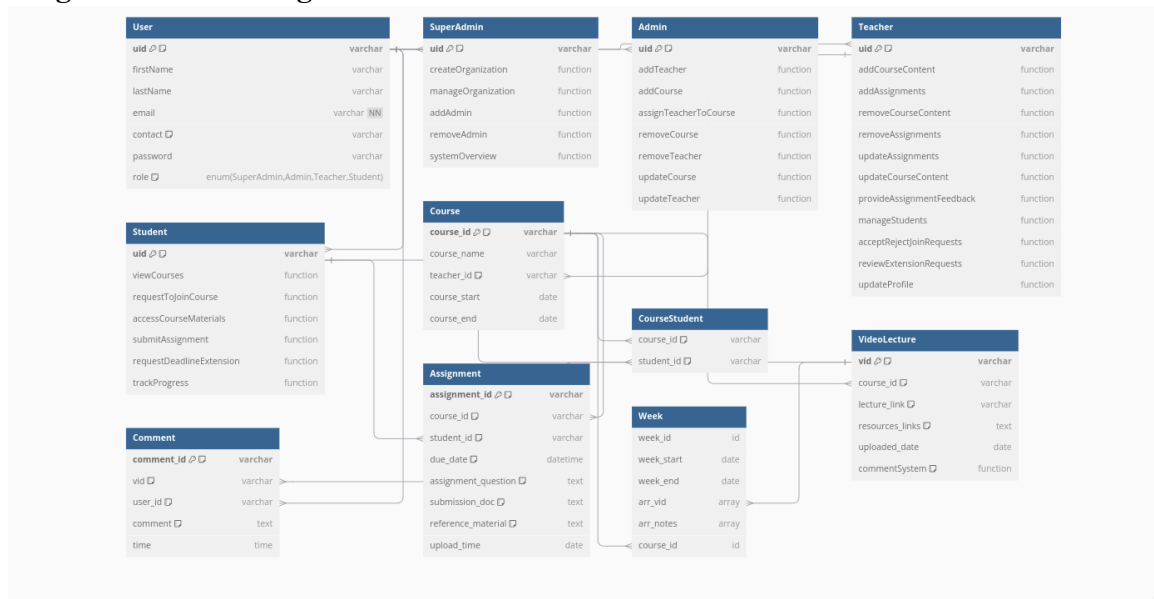 User
uid varchar
firstName varchar
lastName varchar
email varchar NN
contact varchar
password varchar
role enum(SuperAdmin,Admin,Teacher,Student)
SuperAdmin
uid varchar
createOrganization function
manageOrganization function
addAdmin function
removeAdmin function
systemOverview function
Admin
uid varchar
addTeacher function
addCourse function
assignTeacherToCourse function
removeCourse function
removeTeacher function
updateCourse function
updateTeacher function
Teacher
uid varchar
addCourseContent function
addAssignments function
removeCourseContent function
removeAssignments function
updateAssignments function
updateCourseContent function
provideAssignmentFeedback function
manageStudents function
acceptRejectJoinRequests function
reviewExtensionRequests function
updateProfile function
Student
uid varchar
viewCourses function
requestToJoinCourse function
accessCourseMaterials function
submitAssignment function
requestDeadlineExtension function
trackProgress function
Course
course_id varchar
course_name varchar
teacher_id varchar
course_start date
course_end date
CourseStudent
course_id varchar
student_id varchar
VideoLecture
vid varchar
course_id varchar
lecture_link varchar
resources_links text
uploaded_date date
commentSystem function
Assignment
assignment_id varchar
course_id varchar
student_id varchar
due_date datetime
assignment_question text
submission_doc text
reference_material text
upload_time date
Week
week_id id
week_start date
week_end date
arr_vid array
arr_notes array
course_id id
Comment
comment_id varchar
vid varchar
user_id varchar
comment text
time time